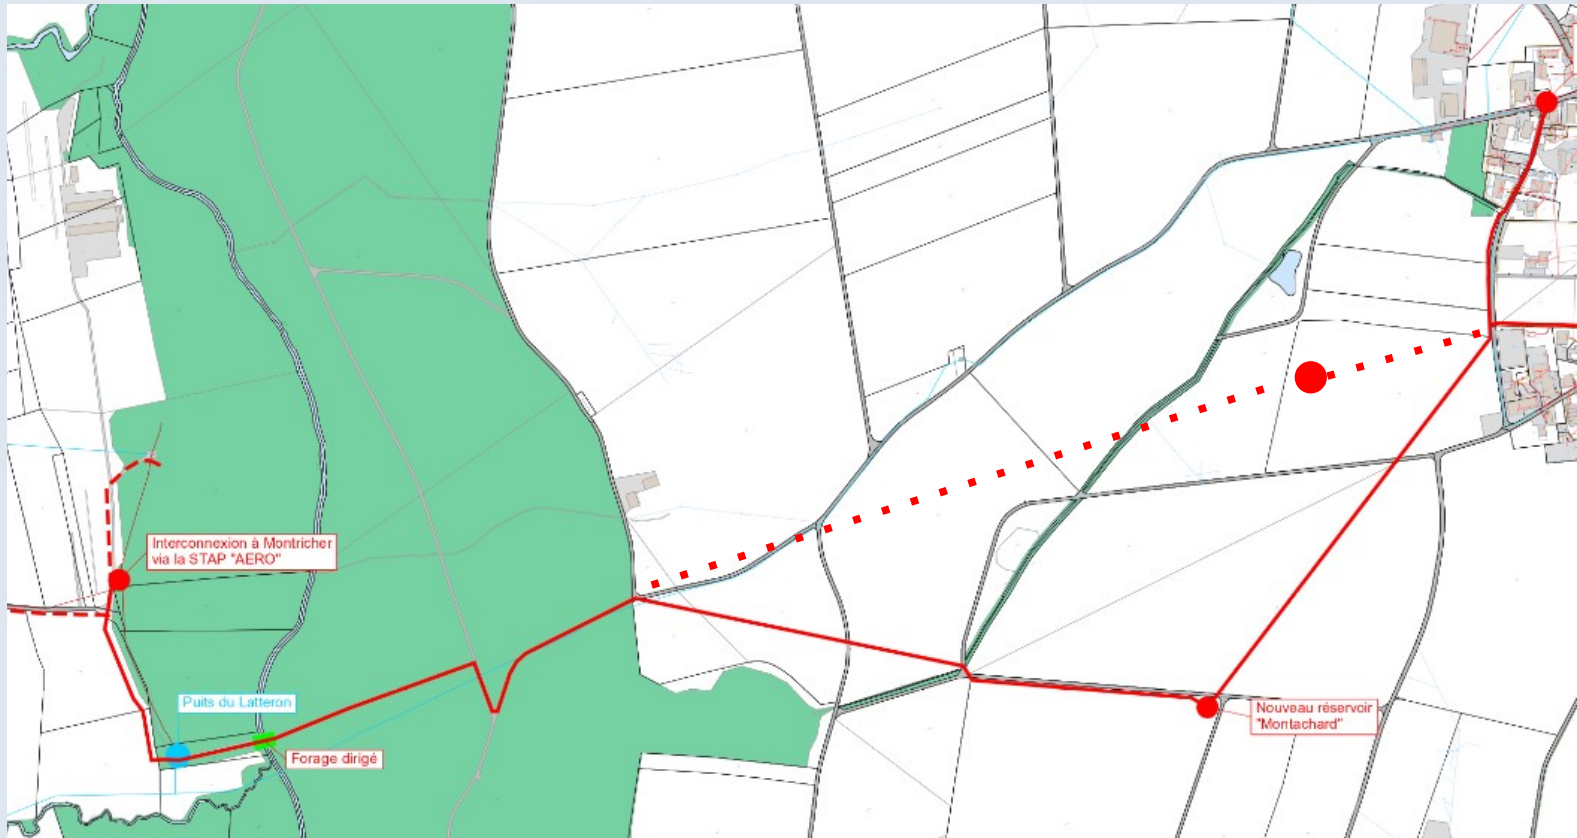 Interconnexion à Montricher
via la STAP "AERO"
Puits du Latteron
Forage dirigé
Nouveau réservoir
"Montachard"